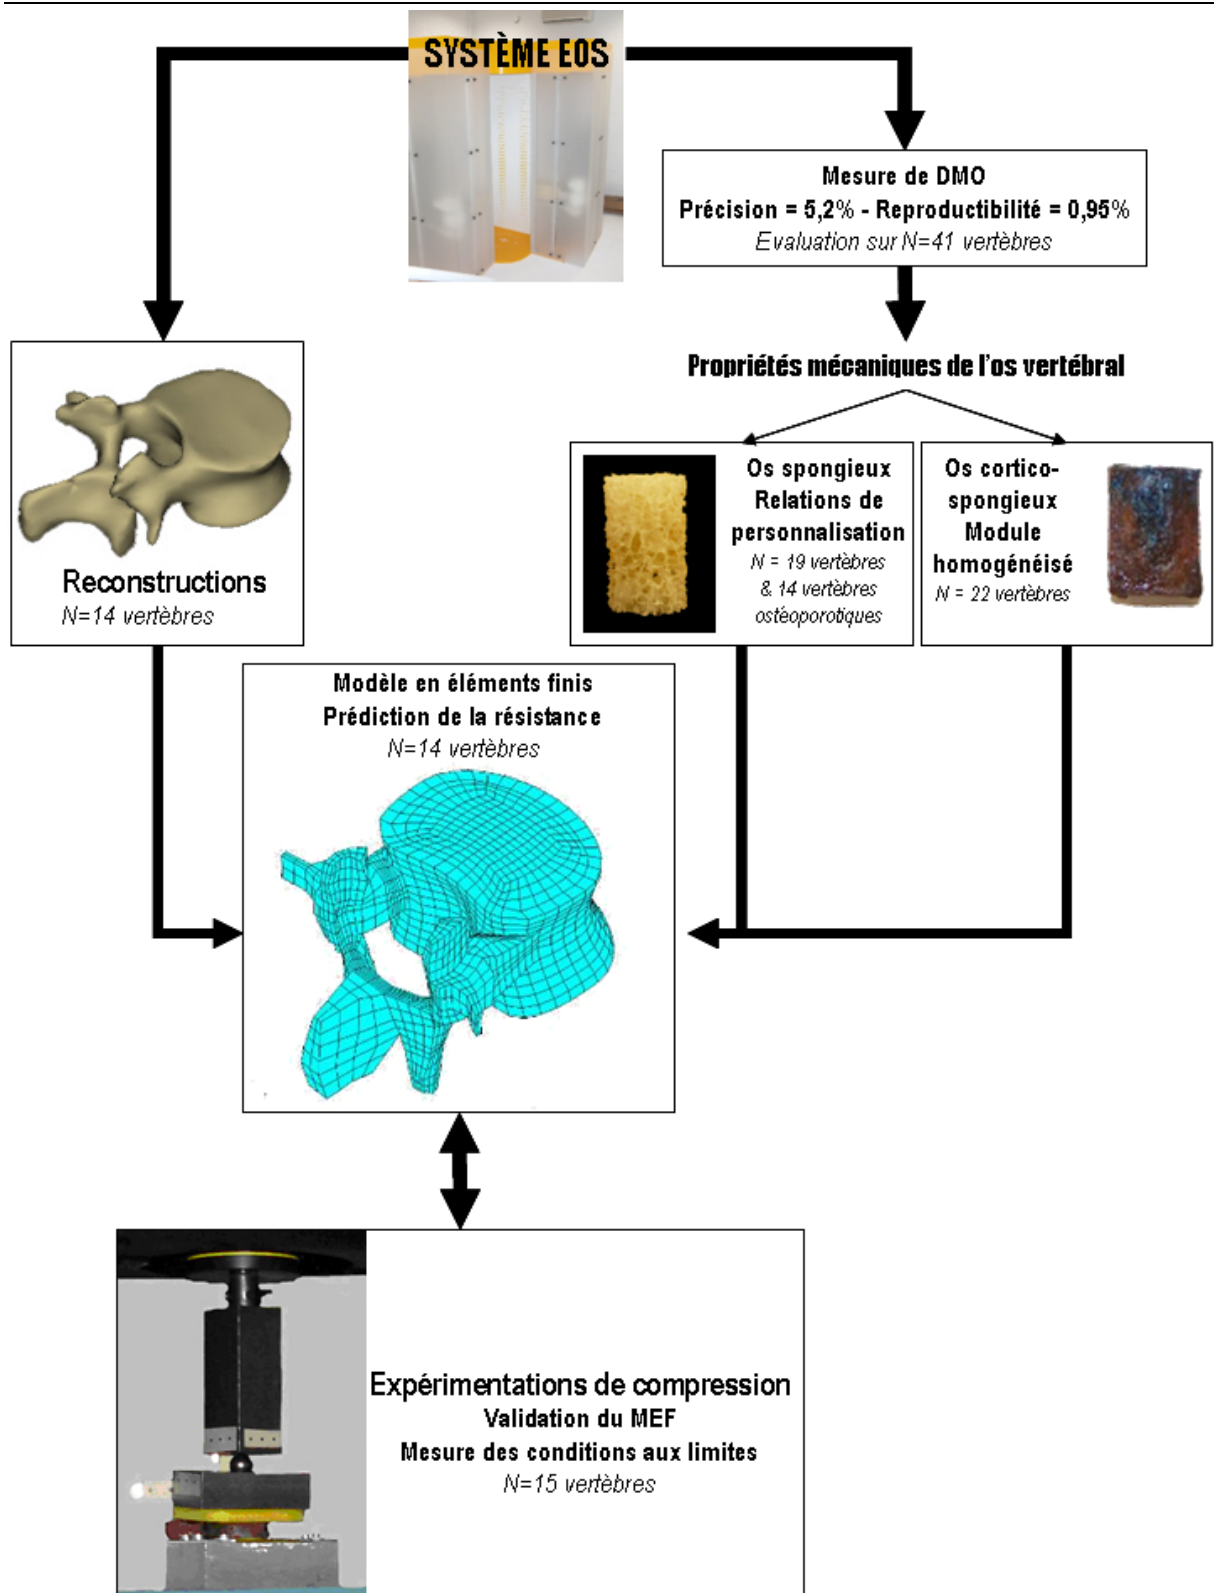 SYSTÈME EOS
Mesure de DMO
Précision = 5,2% - Reproductibilité = 0,95%
Evaluation sur N=41 vertèbres
Propriétés mécaniques de l'os vertébral
Reconstructions
N=14 vertèbres
Os spongieux
Relations de
personnalisation
N = 19 vertèbres
& 14 vertèbres
ostéoporotiques
Os cortico-
spongieux
Module
homogénéisé
N = 22 vertèbres
Modèle en éléments finis
Prédiction de la résistance
N=14 vertèbres
Expérimentations de compression
Validation du MEF
Mesure des conditions aux limites
N=15 vertèbres